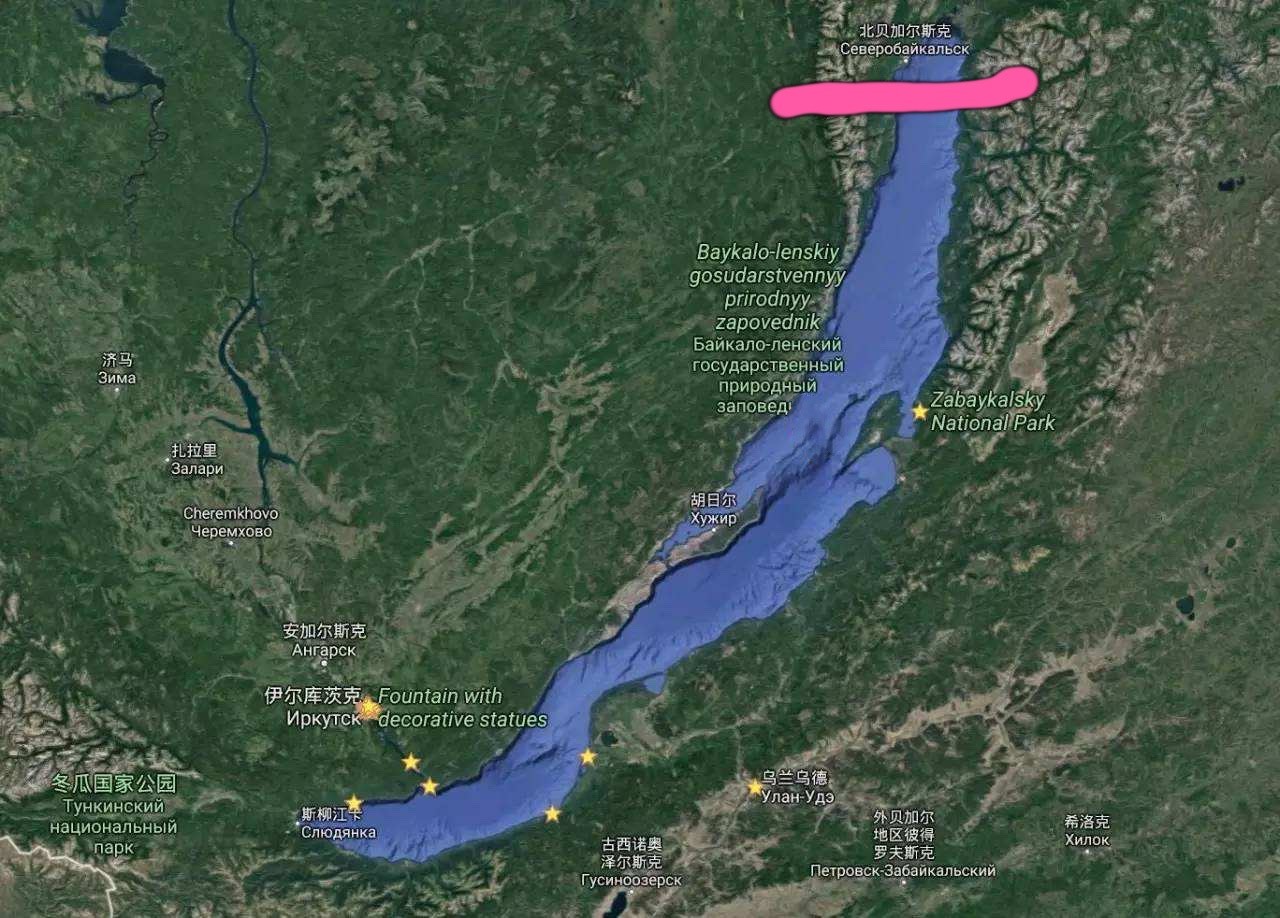 北贝加尔斯克
Северобайкальск
Baykalo-lenskiy
gosudarstvennyy
prirodnyy
zapovednik
Байкало-ленский
государственный
природный
заповед
济马
Зима
Zabaykalsky
National Park
扎拉里
Залари
胡日尔
Хужир
Cheremkhovo
Черемхово
安加尔斯克
Ангарск
伊尔库茨克
Иркутск
Fountain with
decorative statues
冬瓜国家公园
Тункинский
национальный
парк
斯柳江卡
Слюдянка
乌兰乌德
Улан-Удэ
古西诺奥
泽尔斯克
Гусиноозерск
外贝加尔
地区彼得
罗夫斯克
Петровск-Забайкальский
希洛克
Хилок